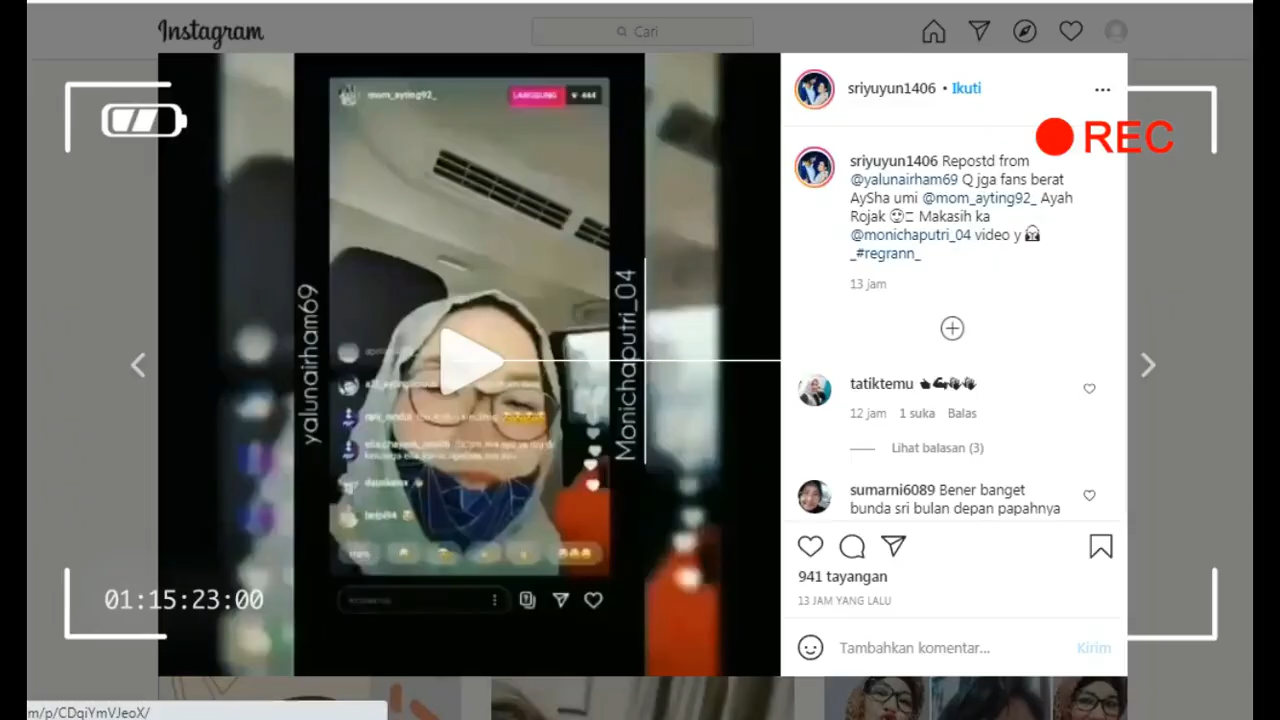 Instagram
Cari
sriyuyun1406 • Ikuti
REC
sriyuyun1406 Repostd from
@yalunairham69 Q jga fans berat
AySha umi @mom_ayting92_ Ayah
Rojak Makasih ka
@monichaputri_04 video y
_#regrann_
13 jam
tatiktemu
12 jam 1 suka Balas
Lihat balasan (3)
sumarni6089 Bener banget
bunda sri bulan depan papahnya
941 tayangan
13 JAM YANG LALU
Tambahkan komentar... Kirim
mom_ayting92_ LANGSUNG 444
yalunairham69
Monichaputri_04
01:15:23:00
m/p/CDqiYmVJeoX/